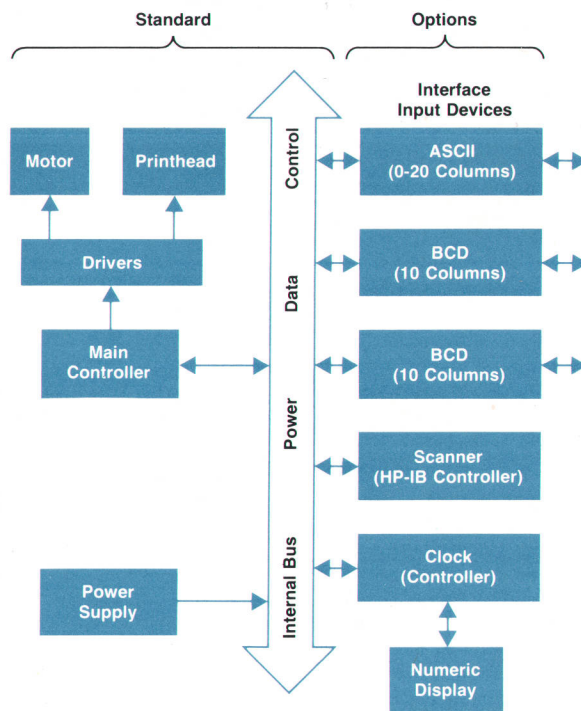 Standard
Options
Interface
Input Devices
Motor
Printhead
Control
ASCII
(0-20 Columns)
Drivers
Data
BCD
(10 Columns)
Main
Controller
Power
BCD
(10 Columns)
Scanner
(HP-IB Controller)
Power
Supply
Internal Bus
Clock
(Controller)
Numeric
Display